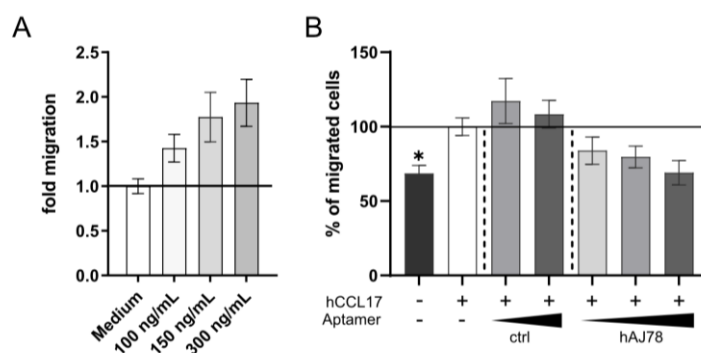 A
fold migration
2.5
2.0
1.5
1.0
0.5
0.0
Medium
100 ng/mL
150 ng/mL
300 ng/mL
B
% of migrated cells
150
100
50
0
*
hCCL17 - + + + + + +
Aptamer - -
ctrl hAJ78